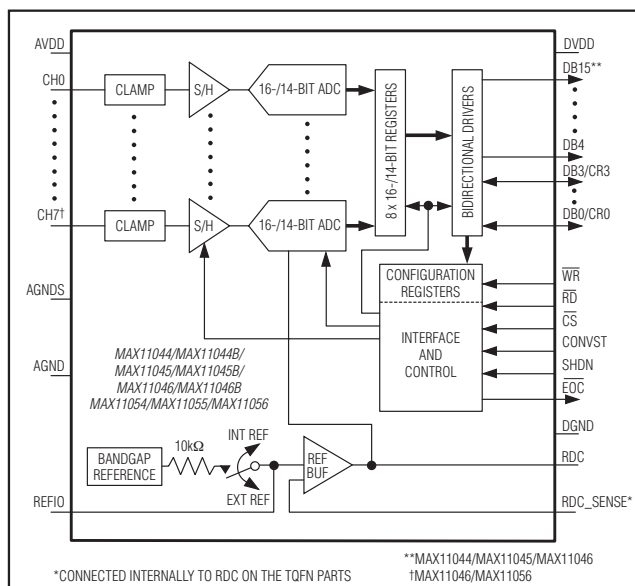 AVDD
DVDD
CH0
CLAMP
S/H
16-/14-BIT ADC
8 x 16-/14-BIT REGISTERS
BIDIRECTIONAL DRIVERS
DB15**
DB4
DB3/CR3
DB0/CR0
CH7†
CLAMP
S/H
16-/14-BIT ADC
CONFIGURATION
REGISTERS
INTERFACE
AND
CONTROL
WR
RD
CS
CONVST
SHDN
EOC
AGNDS
AGND
DGND
MAX11044/MAX11044B/
MAX11045/MAX11045B/
MAX11046/MAX11046B
MAX11054/MAX11055/MAX11056
BANDGAP
REFERENCE
10kΩ
INT REF
EXT REF
REF
BUF
RDC
REFIO
RDC_SENSE*
*CONNECTED INTERNALLY TO RDC ON THE TQFN PARTS
**MAX11044/MAX11045/MAX11046
†MAX11046/MAX11056